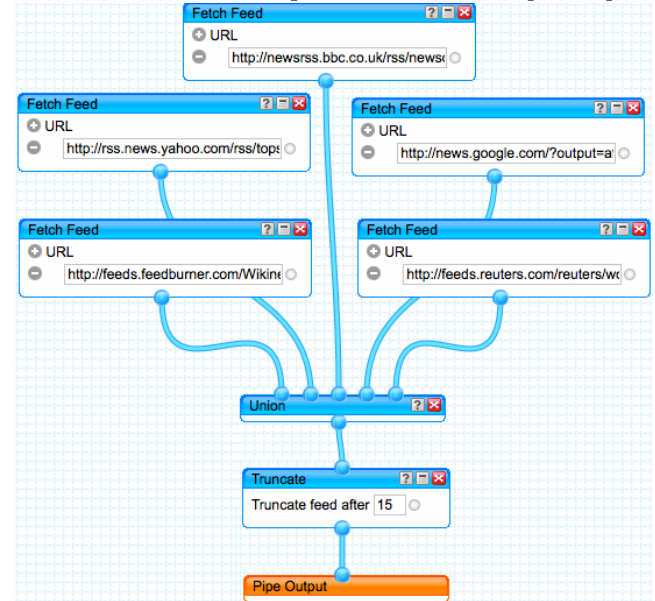 Fetch Feed
URL
http://newsrss.bbc.co.uk/rss/newso
Fetch Feed
URL
http://rss.news.yahoo.com/rss/tops
Fetch Feed
URL
http://news.google.com/?output=at
Fetch Feed
URL
http://feeds.feedburner.com/Wikine
Fetch Feed
URL
http://feeds.reuters.com/reuters/wo
Union
Truncate
Truncate feed after 15
Pipe Output